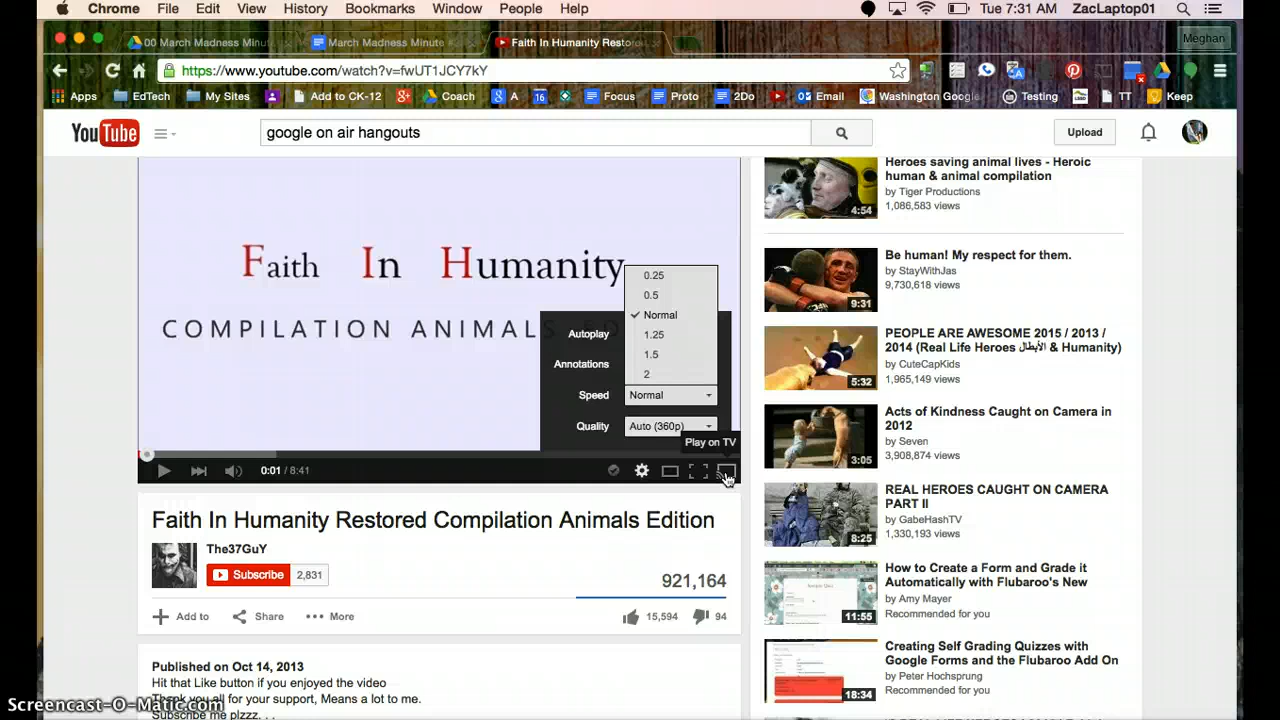 Chrome File Edit View History Bookmarks Window People Help Tue 7:31 AM ZacLaptop01
00 March Madness Minu March Madness Minute Faith In Humanity Resto Meghan
https://www.youtube.com/watch?v=fwUT1JCY7kY
Apps EdTech My Sites Add to CK-12 Coach A 16 Focus Proto 2Do Email Washington Goog Testing TT Keep
YouTube google on air hangouts Upload
Faith In Humanity
COMPILATION ANIMALS
0.25
0.5
Normal
1.25
1.5
2
Autoplay
Annotations
Speed Normal
Quality Auto (360p)
Play on TV
0:01 / 8:41
Faith In Humanity Restored Compilation Animals Edition
The37GuY
Subscribe 2,831
921,164
Add to Share More 15,594 94
Published on Oct 14, 2013
Hit that Like button if you enjoyed the video
Thank you all for your support, Means a lot to me.
Subscribe me plzzz. . .
Heroes saving animal lives - Heroic
human & animal compilation
by Tiger Productions
1,086,583 views
4:54
Be human! My respect for them.
by StayWithJas
9,730,618 views
9:31
PEOPLE ARE AWESOME 2015 / 2013 /
2014 (Real Life Heroes الأبطال & Humanity)
by CuteCapKids
1,965,149 views
5:32
Acts of Kindness Caught on Camera in
2012
by Seven
3,908,874 views
3:05
REAL HEROES CAUGHT ON CAMERA
PART II
by GabeHashTV
1,330,193 views
8:25
How to Create a Form and Grade it
Automatically with Flubaroo's New
by Amy Mayer
Recommended for you
11:55
Creating Self Grading Quizzes with
Google Forms and the Flubaroo Add On
by Peter Hochsprung
Recommended for you
18:34
Screencast-O-Matic.com